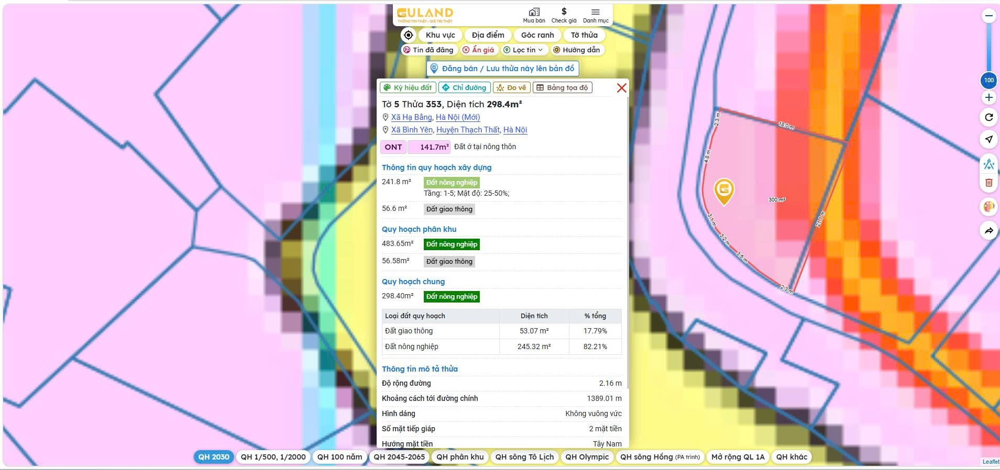 GULAND
THÔNG TIN THẬT - GIÁ TRỊ THẬT
Mua bán
$
Check giá
Danh mục
Khu vực
Địa điểm
Góc ranh
Tờ thửa
Tin đã đăng
Ẩn giá
Lọc tin
Hướng dẫn
Đăng bán / Lưu thửa này lên bản đồ
Ký hiệu đất
Chỉ đường
Đo vẽ
Bảng tọa độ
Tờ 5 Thửa 353, Diện tích 298.4m²
Xã Hạ Bằng, Hà Nội (Mới)
Xã Bình Yên, Huyện Thạch Thất, Hà Nội
ONT 141.7m² Đất ở tại nông thôn
Thông tin quy hoạch xây dựng
241.8 m² Đất nông nghiệp
Tầng: 1-5; Mật độ: 25-50%;
56.6 m² Đất giao thông
Quy hoạch phân khu
483.65m² Đất nông nghiệp
56.58m² Đất giao thông
Quy hoạch chung
298.40m² Đất nông nghiệp
Loại đất quy hoạch Diện tích % tổng
Đất giao thông 53.07 m² 17.79%
Đất nông nghiệp 245.32 m² 82.21%
Thông tin mô tả thửa
Độ rộng đường 2.16 m
Khoảng cách tới đường chính 1389.01 m
Hình dáng Không vuông vức
Số mặt tiếp giáp 2 mặt tiền
Hướng mặt tiền Tây Nam
2.3 m
18.0 m
4.8 m
300 m²
21.1 m
3.1 m
3.2 m
3.5 m
2.3 m
100
QH 2030
QH 1/500, 1/2000
QH 100 năm
QH 2045-2065
QH phân khu
QH sông Tô Lịch
QH Olympic
QH sông Hồng (PA trình)
Mở rộng QL 1A
QH khác
Leaflet